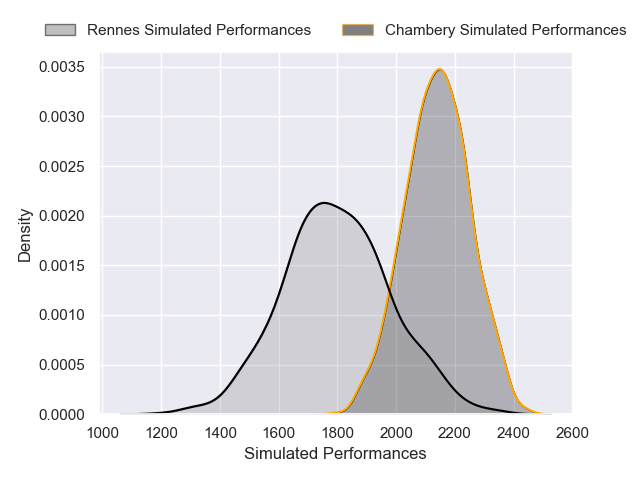 Rennes Simulated Performances Chambery Simulated Performances
0.0035
0.0030
0.0025
0.0020
0.0015
0.0010
0.0005
0.0000
Density
1000 1200 1400 1600 1800 2000 2200 2400 2600
Simulated Performances